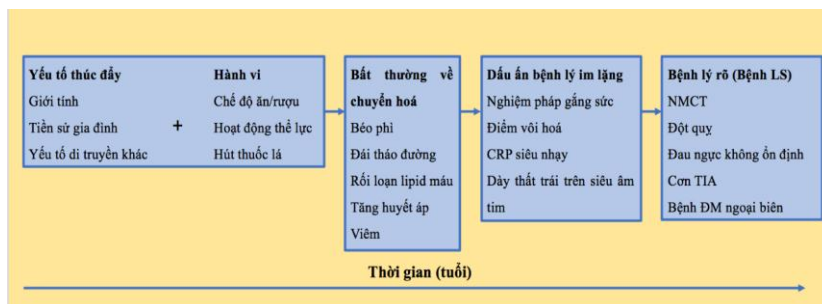 Yếu tố thúc đẩy
Giới tính
Tiền sử gia đình
Yếu tố di truyền khác
+
Hành vi
Chế độ ăn/rượu
Hoạt động thể lực
Hút thuốc lá
Bất thường về
chuyển hoá
Béo phì
Đái tháo đường
Rối loạn lipid máu
Tăng huyết áp
Viêm
Dấu ấn bệnh lý im lặng
Nghiệm pháp gắng sức
Điểm vôi hoá
CRP siêu nhạy
Dày thất trái trên siêu âm
tim
Bệnh lý rõ (Bệnh LS)
NMCT
Đột quỵ
Đau ngực không ổn định
Cơn TIA
Bệnh ĐM ngoại biên
Thời gian (tuổi)